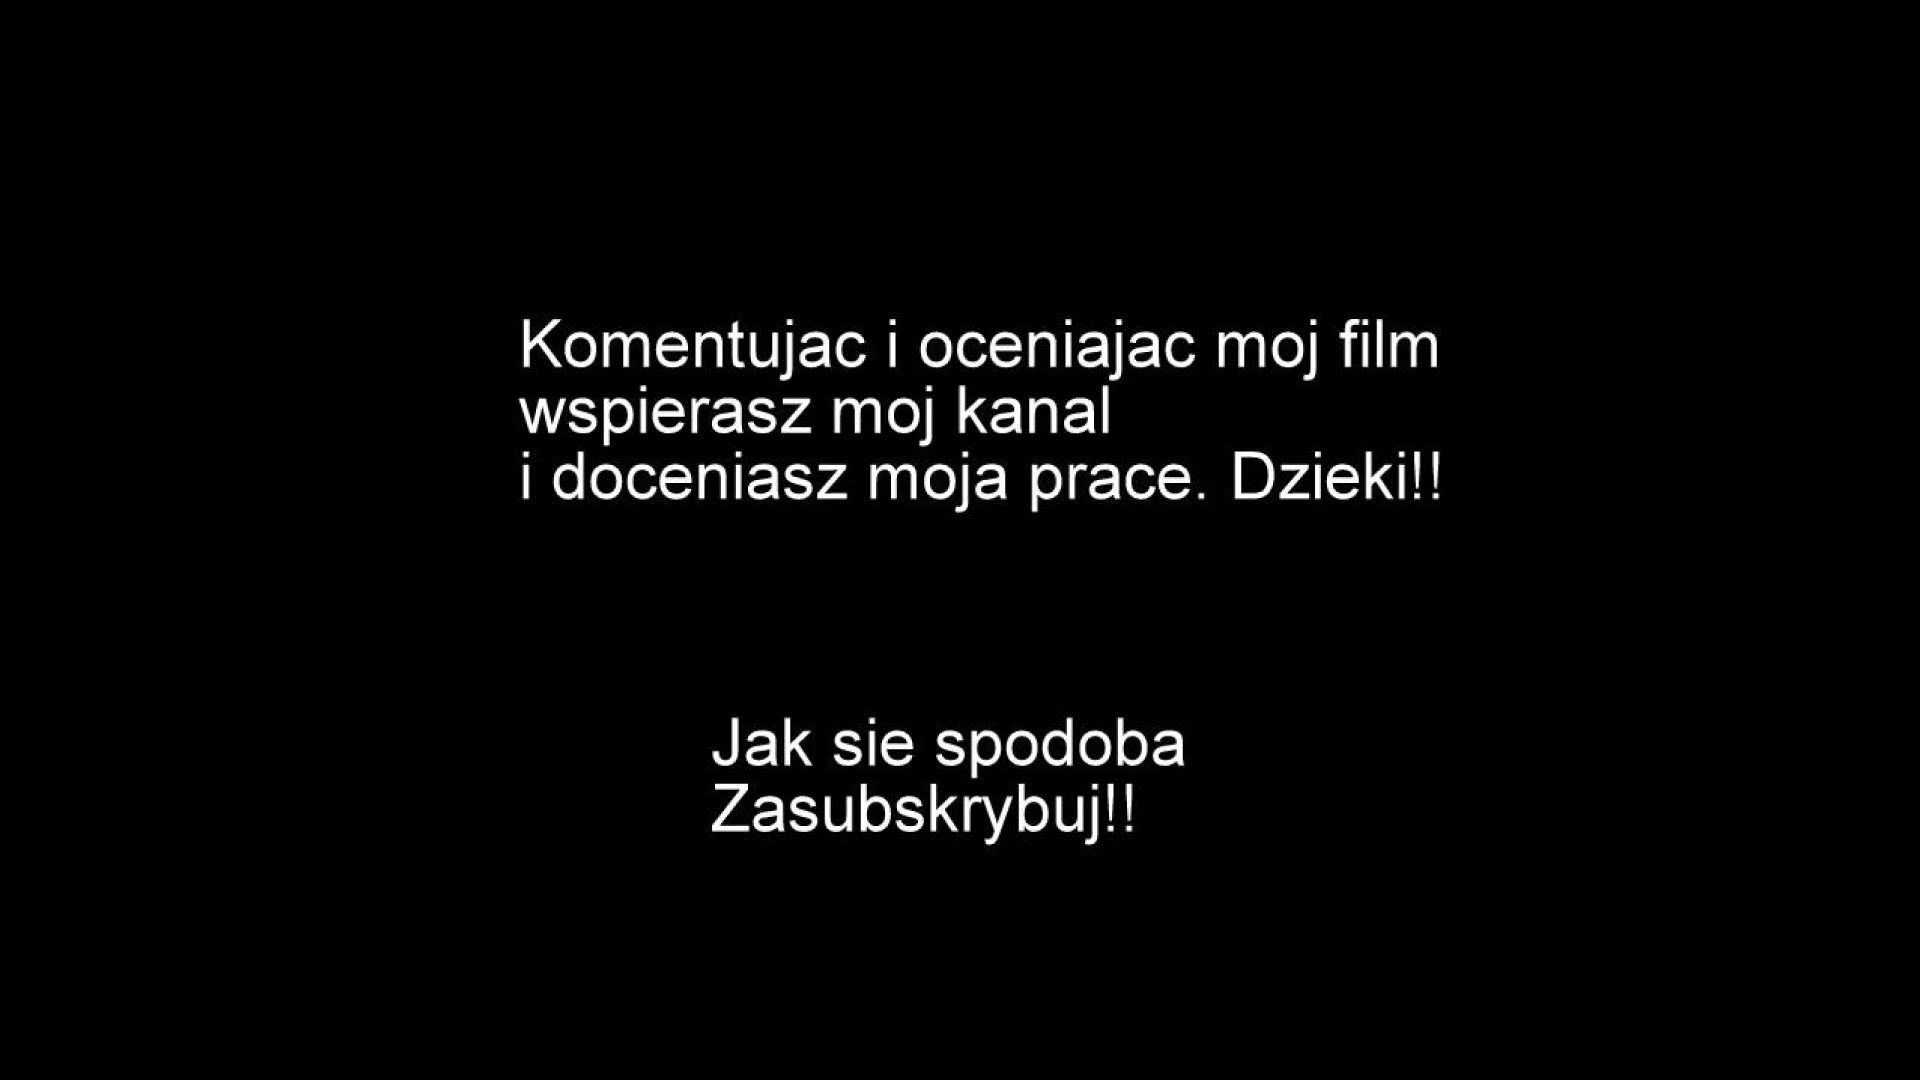 Komentujac i oceniajac moj film
wspierasz moj kanal
i doceniasz moja prace. Dzieki!!
Jak sie spodoba
Zasubskrybuj!!